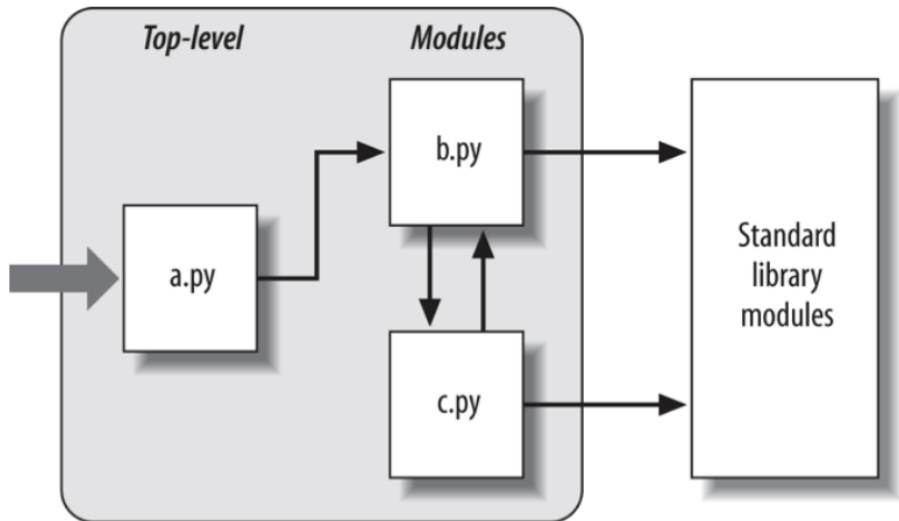 Top-level
Modules
b.py
a.py
c.py
Standard
library
modules